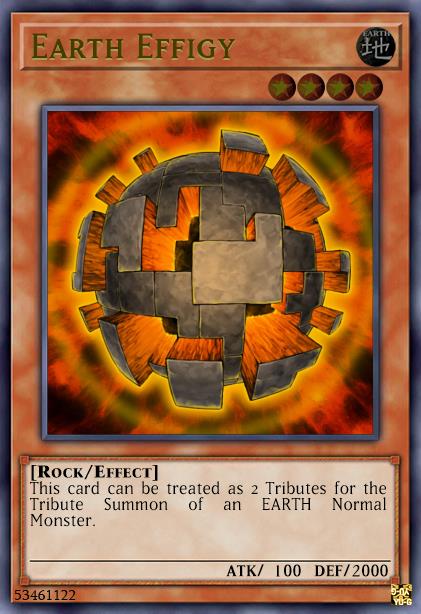 EARTH EFFIGY
EARTH
地
[ROCK/EFFECT]
This card can be treated as 2 Tributes for the
Tribute Summon of an EARTH Normal
Monster.
ATK/ 100 DEF/2000
53461122